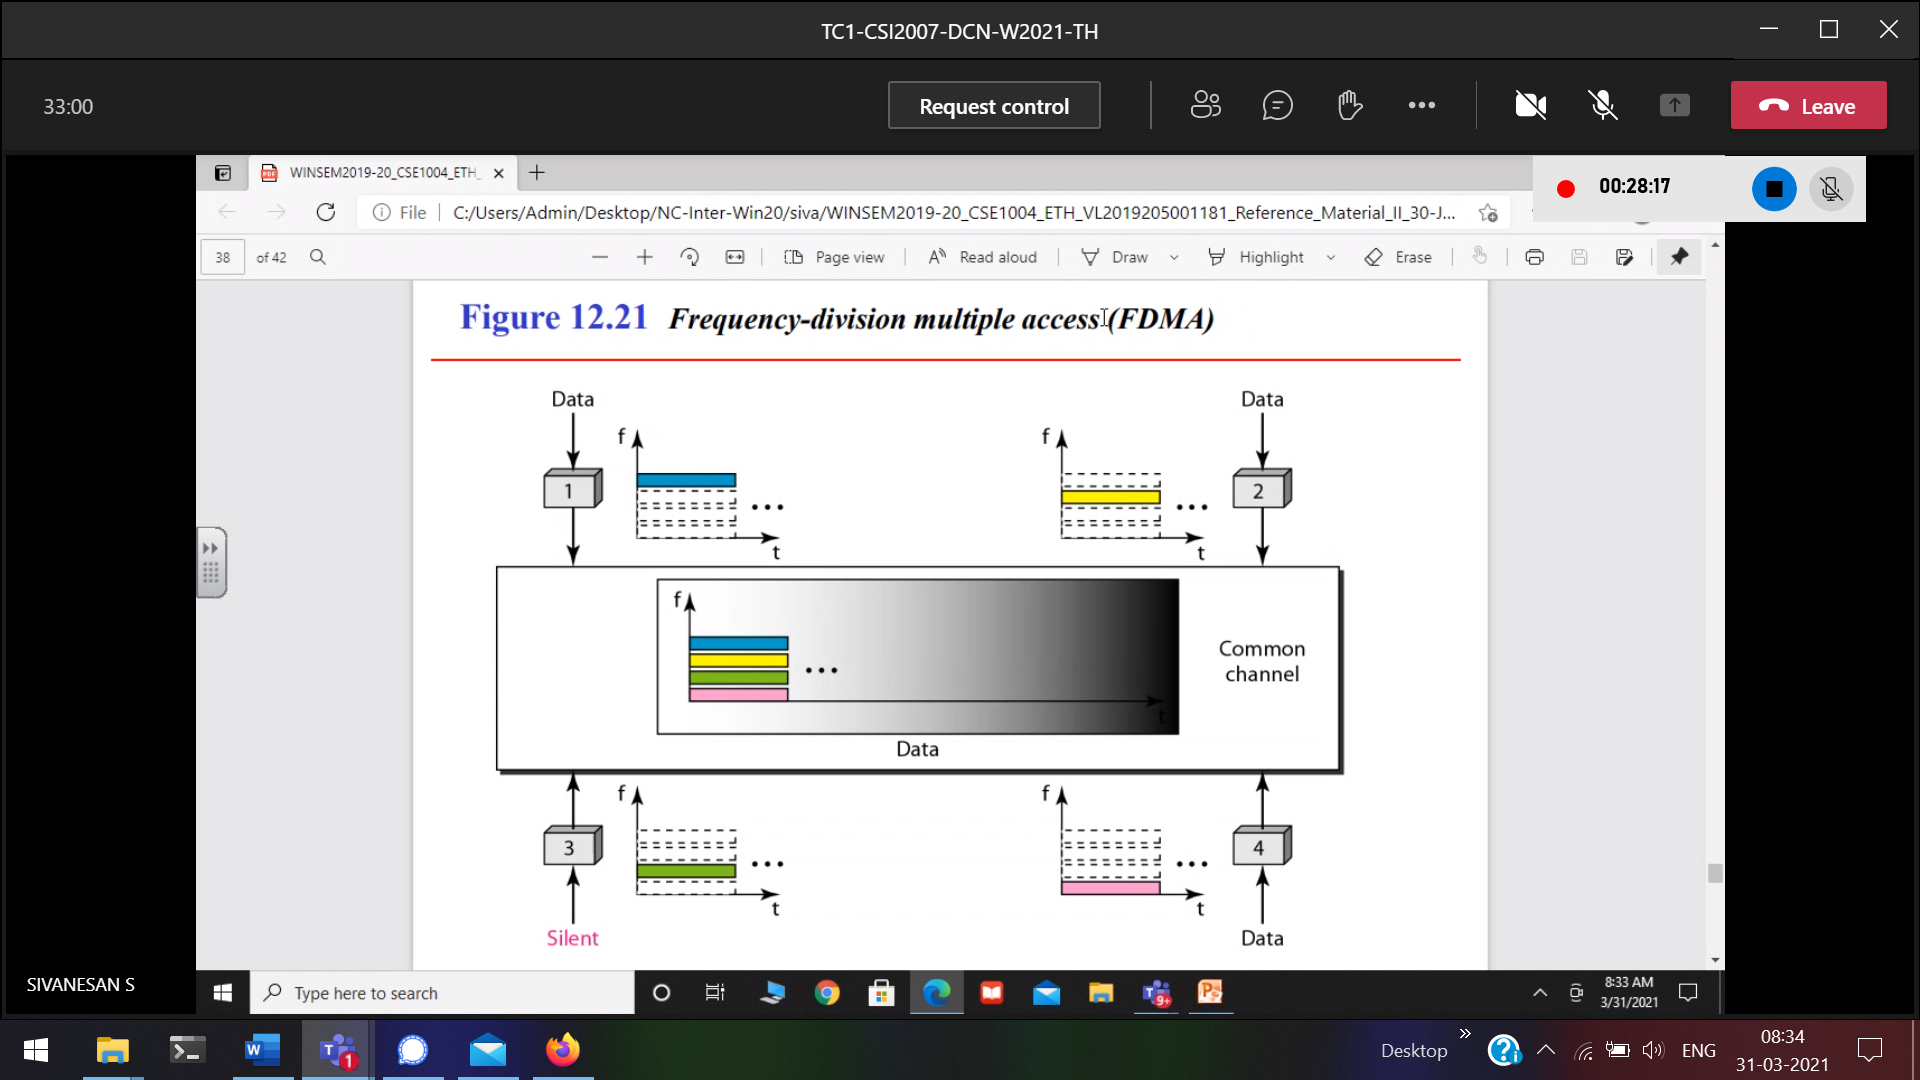 TC1-CSI2007-DCN-W2021-TH
33:00
Request control
Leave
WINSEM2019-20_CSE1004_ETH_
00:28:17
File
C:/Users/Admin/Desktop/NC-Inter-Win20/siva/WINSEM2019-20_CSE1004_ETH_VL2019205001181_Reference_Material_II_30-J...
38 of 42
Page view
Read aloud
Draw
Highlight
Erase
Figure 12.21 Frequency-division multiple access (FDMA)
Data
Data
f
f
1
2
t
t
f
Common
channel
t
Data
f
f
3
4
t
t
Silent
Data
SIVANESAN S
Type here to search
9+
8:33 AM
3/31/2021
1
Desktop
ENG
08:34
31-03-2021